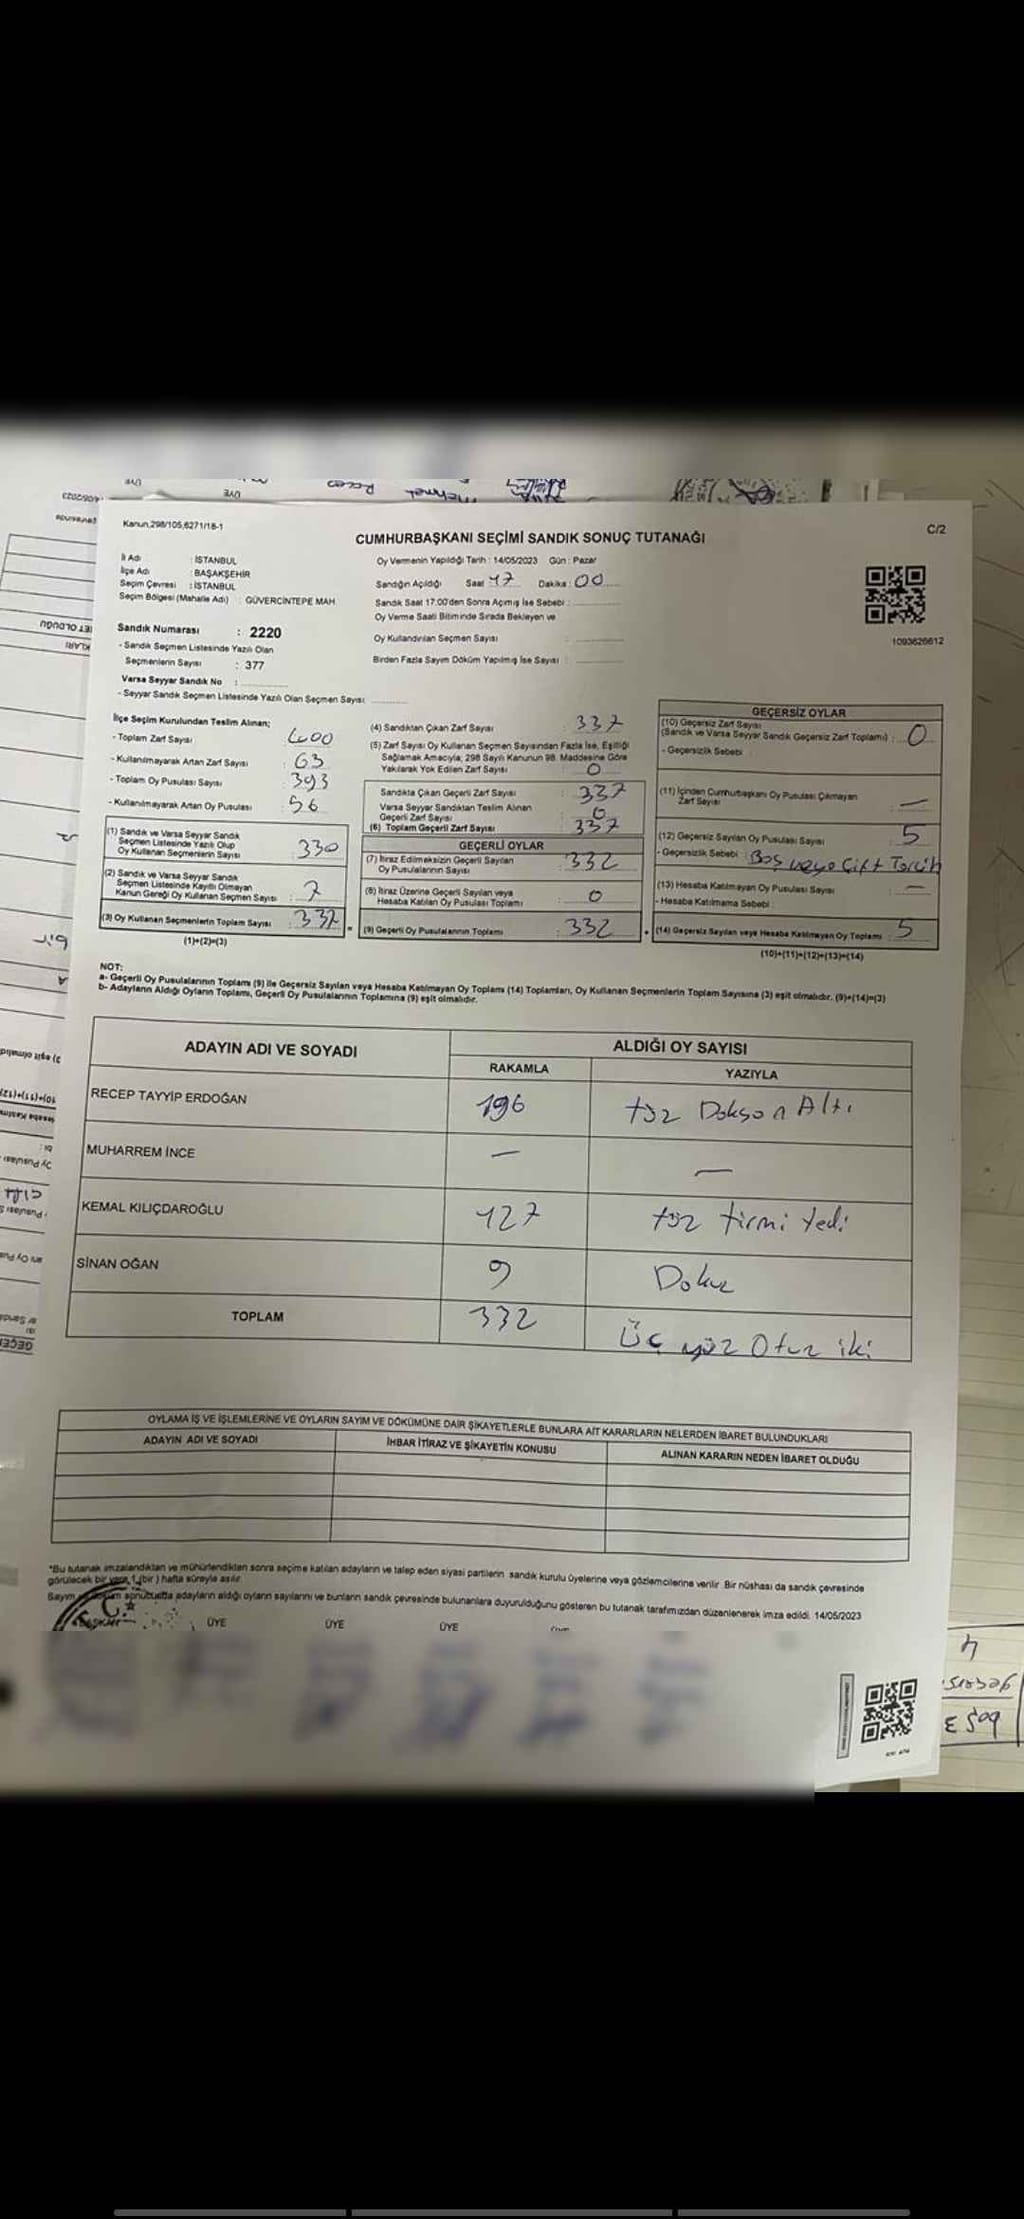 Kanun,298/105,6271/18-1
C/2
CUMHURBAŞKANI SEÇİMİ SANDIK SONUÇ TUTANAĞI
İl Adı : İSTANBUL
İlçe Adı : BAŞAKŞEHİR
Seçim Çevresi : İSTANBUL
Seçim Bölgesi (Mahalle Adı) : GÜVERCİNTEPE MAH.
Oy Vermenin Yapıldığı Tarih : 14/05/2023 Gün : Pazar
Sandığın Açıldığı Saat 17 Dakika : 00
Sandık Saat 17:00'den Sonra Açımış İse Sebebi :
Oy Verme Saati Bitiminde Sırada Bekleyen ve
Oy Kullandırılan Seçmen Sayısı :
Birden Fazla Sayım Döküm Yapılmış İse Sayısı :
1093626612
Sandık Numarası : 2220
- Sandık Seçmen Listesinde Yazılı Olan
Seçmenlerin Sayısı : 377
Varsa Seyyar Sandık No :
- Seyyar Sandık Seçmen Listesinde Yazılı Olan Seçmen Sayısı:
İlçe Seçim Kurulundan Teslim Alınan;
- Toplam Zarf Sayısı : 400
- Kullanılmayarak Artan Zarf Sayısı : 63
- Toplam Oy Pusulası Sayısı : 393
- Kullanılmayarak Artan Oy Pusulası : 56
(1) Sandık ve Varsa Seyyar Sandık
Seçmen Listesinde Yazılı Olup
Oy Kullanan Seçmenlerin Sayısı : 330
(2) Sandık ve Varsa Seyyar Sandık
Seçmen Listesinde Kayıtlı Olmayan
Kanun Gereği Oy Kullanan Seçmen Sayısı : 7
(3) Oy Kullanan Seçmenlerin Toplam Sayısı : 337
(1)+(2)=(3)
(4) Sandıktan Çıkan Zarf Sayısı : 337
(5) Zarf Sayısı Oy Kullanan Seçmen Sayısından Fazla İse, Eşitliği
Sağlamak Amacıyla; 298 Sayılı Kanunun 98. Maddesine Göre
Yakılarak Yok Edilen Zarf Sayısı : 0
Sandıkta Çıkan Geçerli Zarf Sayısı : 337
Varsa Seyyar Sandıktan Teslim Alınan
Geçerli Zarf Sayısı : 0
(6) Toplam Geçerli Zarf Sayısı : 337
GEÇERLİ OYLAR
(7) İtiraz Edilmeksizin Geçerli Sayılan
Oy Pusulalarının Sayısı : 332
(8) İtiraz Üzerine Geçerli Sayılan veya
Hesaba Katılan Oy Pusulası Toplamı : 0
(9) Geçerli Oy Pusulalarının Toplamı : 332
GEÇERSİZ OYLAR
(10) Geçersiz Zarf Sayısı
(Sandık ve Varsa Seyyar Sandık Geçersiz Zarf Toplamı) : 0
- Geçersizlik Sebebi :
(11) İçinden Cumhurbaşkanı Oy Pusulası Çıkmayan
Zarf Sayısı : —
(12) Geçersiz Sayılan Oy Pusulası Sayısı : 5
- Geçersizlik Sebebi : Boş veya Çift Tercih
(13) Hesaba Katılmayan Oy Pusulası Sayısı : —
- Hesaba Katılmama Sebebi :
(14) Geçersiz Sayılan veya Hesaba Katılmayan Oy Toplamı : 5
(10)+(11)+(12)+(13)=(14)
NOT:
a- Geçerli Oy Pusulalarının Toplamı (9) ile Geçersiz Sayılan veya Hesaba Katılmayan Oy Toplamı (14) Toplamları, Oy Kullanan Seçmenlerin Toplam Sayısına (3) eşit olmalıdır. (9)+(14)=(3)
b- Adayların Aldığı Oyların Toplamı, Geçerli Oy Pusulalarının Toplamına (9) eşit olmalıdır.
ADAYIN ADI VE SOYADI
ALDIĞI OY SAYISI
RAKAMLA
YAZIYLA
RECEP TAYYİP ERDOĞAN 196 Yüz Doksan Altı
MUHARREM İNCE — —
KEMAL KILIÇDAROĞLU 127 Yüz Yirmi Yedi
SİNAN OĞAN 9 Dokuz
TOPLAM 332 Üç yüz Otuz iki
OYLAMA İŞ VE İŞLEMLERİNE VE OYLARIN SAYIM VE DÖKÜMÜNE DAİR ŞİKAYETLERLE BUNLARA AİT KARARLARIN NELERDEN İBARET BULUNDUKLARI
ADAYIN ADI VE SOYADI
İHBAR İTİRAZ VE ŞİKAYETİN KONUSU
ALINAN KARARIN NEDEN İBARET OLDUĞU
*Bu tutanak imzalandıktan ve mühürlendikten sonra seçime katılan adayların ve talep eden siyasi partilerin sandık kurulu üyelerine veya gözlemcilerine verilir. Bir nüshası da sandık çevresinde
görülecek bir yere 1 (bir) hafta süreyle asılır.
Sayım sonucunda adayların aldığı oyların sayılarını ve bunların sandık çevresinde bulunanlara duyurulduğunu gösteren bu tutanak tarafımızdan düzenlenerek imza edildi. 14/05/2023
BAŞKAN
ÜYE
ÜYE
ÜYE
boş 3